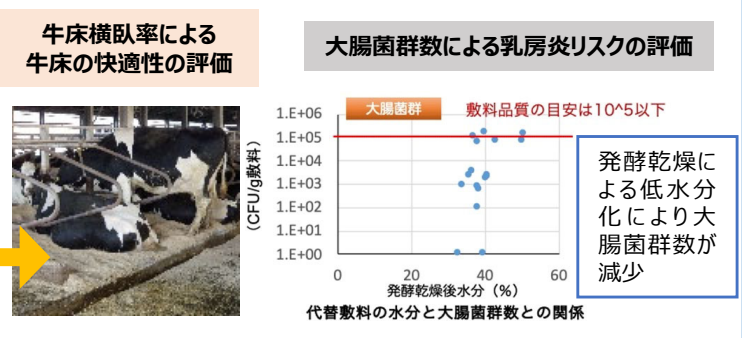 牛床横臥率による
牛床の快適性の評価
大腸菌群数による乳房炎リスクの評価
大腸菌群
敷料品質の目安は10^5以下
(CFU/g敷料)
1.E+06
1.E+05
1.E+04
1.E+03
1.E+02
1.E+01
1.E+00
0 20 40 60
発酵乾燥後水分（%）
代替敷料の水分と大腸菌群数との関係
発酵乾燥に
よる低水分
化により大
腸菌群数が
減少